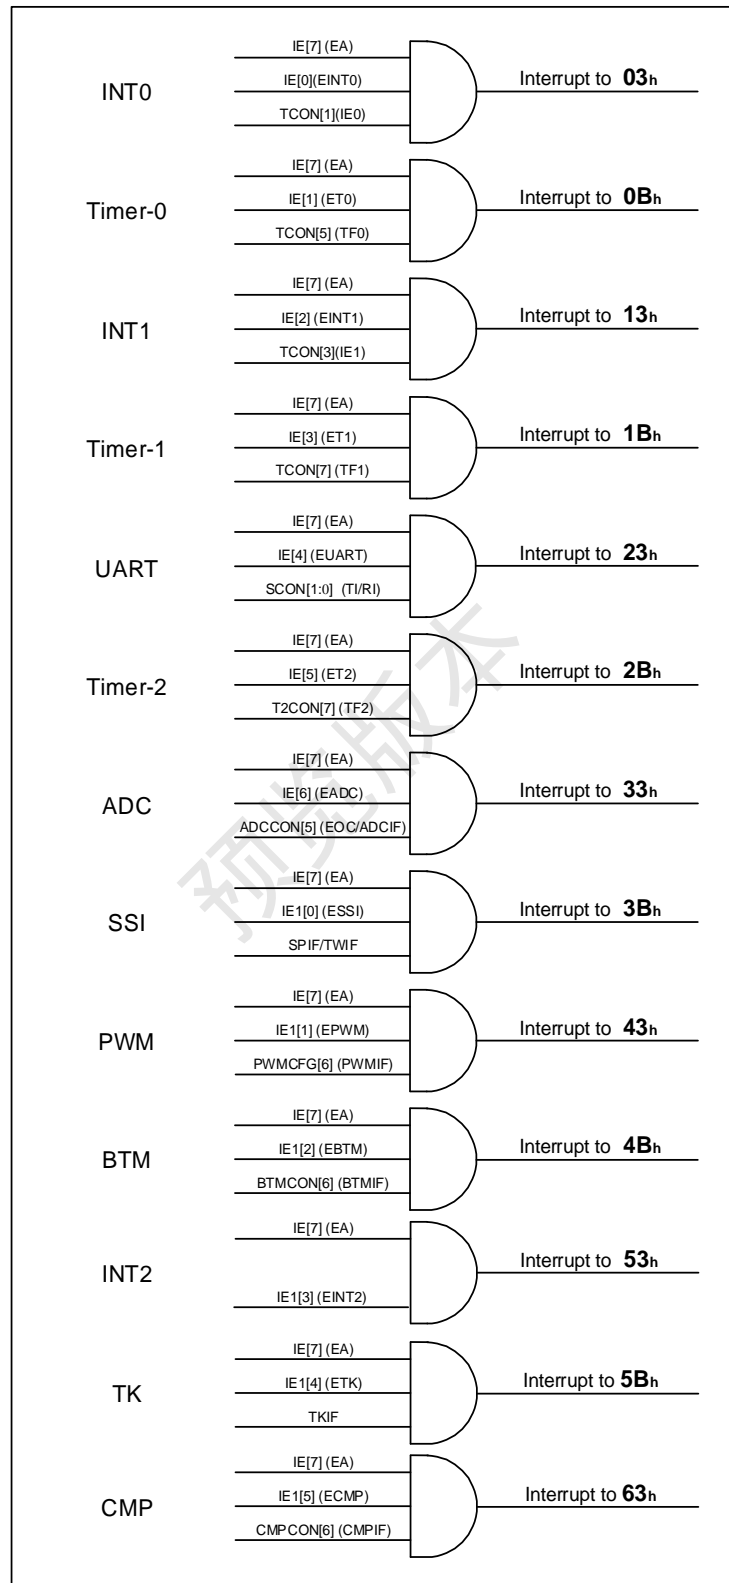 IE[7] (EA)
INT0 IE[0](EINT0) Interrupt to 03h
TCON[1](IE0)
IE[7] (EA)
Timer-0 IE[1] (ET0) Interrupt to 0Bh
TCON[5] (TF0)
IE[7] (EA)
INT1 IE[2] (EINT1) Interrupt to 13h
TCON[3](IE1)
IE[7] (EA)
Timer-1 IE[3] (ET1) Interrupt to 1Bh
TCON[7] (TF1)
IE[7] (EA)
UART IE[4] (EUART) Interrupt to 23h
SCON[1:0] (TI/RI)
IE[7] (EA)
Timer-2 IE[5] (ET2) Interrupt to 2Bh
T2CON[7] (TF2)
IE[7] (EA)
ADC IE[6] (EADC) Interrupt to 33h
ADCCON[5] (EOC/ADCIF)
IE[7] (EA)
SSI IE1[0] (ESSI) Interrupt to 3Bh
SPIF/TWIF
IE[7] (EA)
PWM IE1[1] (EPWM) Interrupt to 43h
PWMCFG[6] (PWMIF)
IE[7] (EA)
BTM IE1[2] (EBTM) Interrupt to 4Bh
BTMCON[6] (BTMIF)
IE[7] (EA)
INT2 Interrupt to 53h
IE1[3] (EINT2)
IE[7] (EA)
TK IE1[4] (ETK) Interrupt to 5Bh
TKIF
IE[7] (EA)
CMP IE1[5] (ECMP) Interrupt to 63h
CMPCON[6] (CMPIF)
预览版本